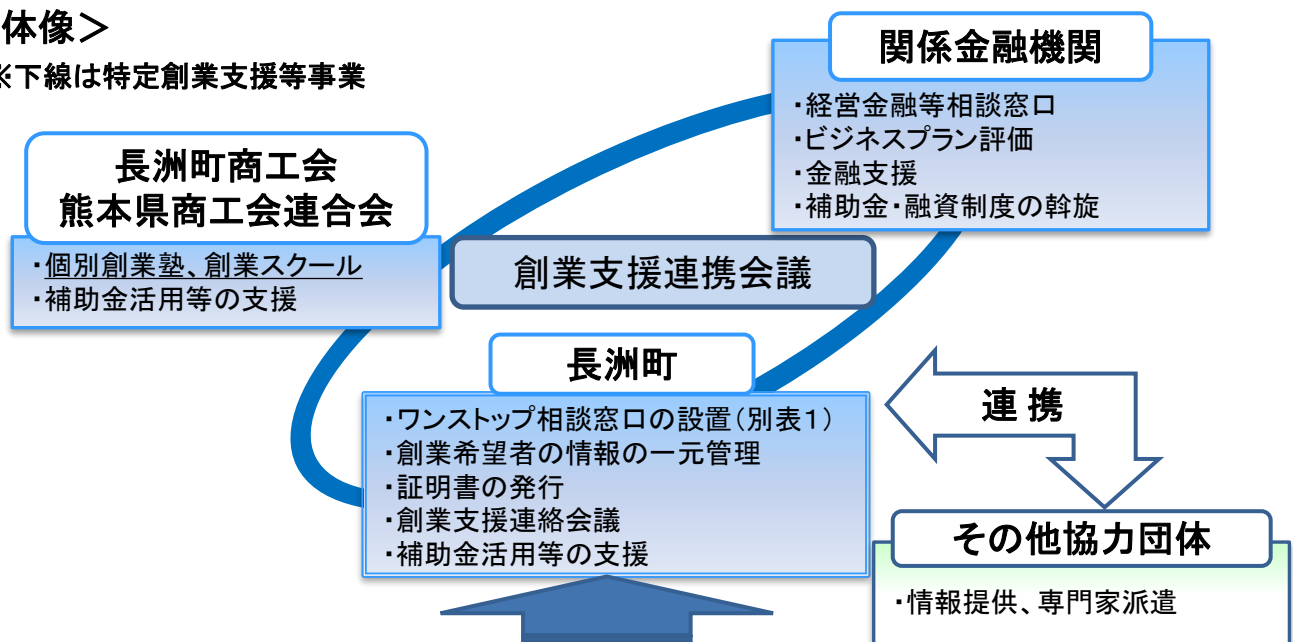 体像＞
※下線は特定創業支援等事業
関係金融機関
・経営金融等相談窓口
・ビジネスプラン評価
・金融支援
・補助金・融資制度の斡旋
長洲町商工会
熊本県商工会連合会
・個別創業塾、創業スクール
・補助金活用等の支援
創業支援連携会議
長洲町
・ワンストップ相談窓口の設置（別表１）
・創業希望者の情報の一元管理
・証明書の発行
・創業支援連絡会議
・補助金活用等の支援
連 携
その他協力団体
・情報提供、専門家派遣